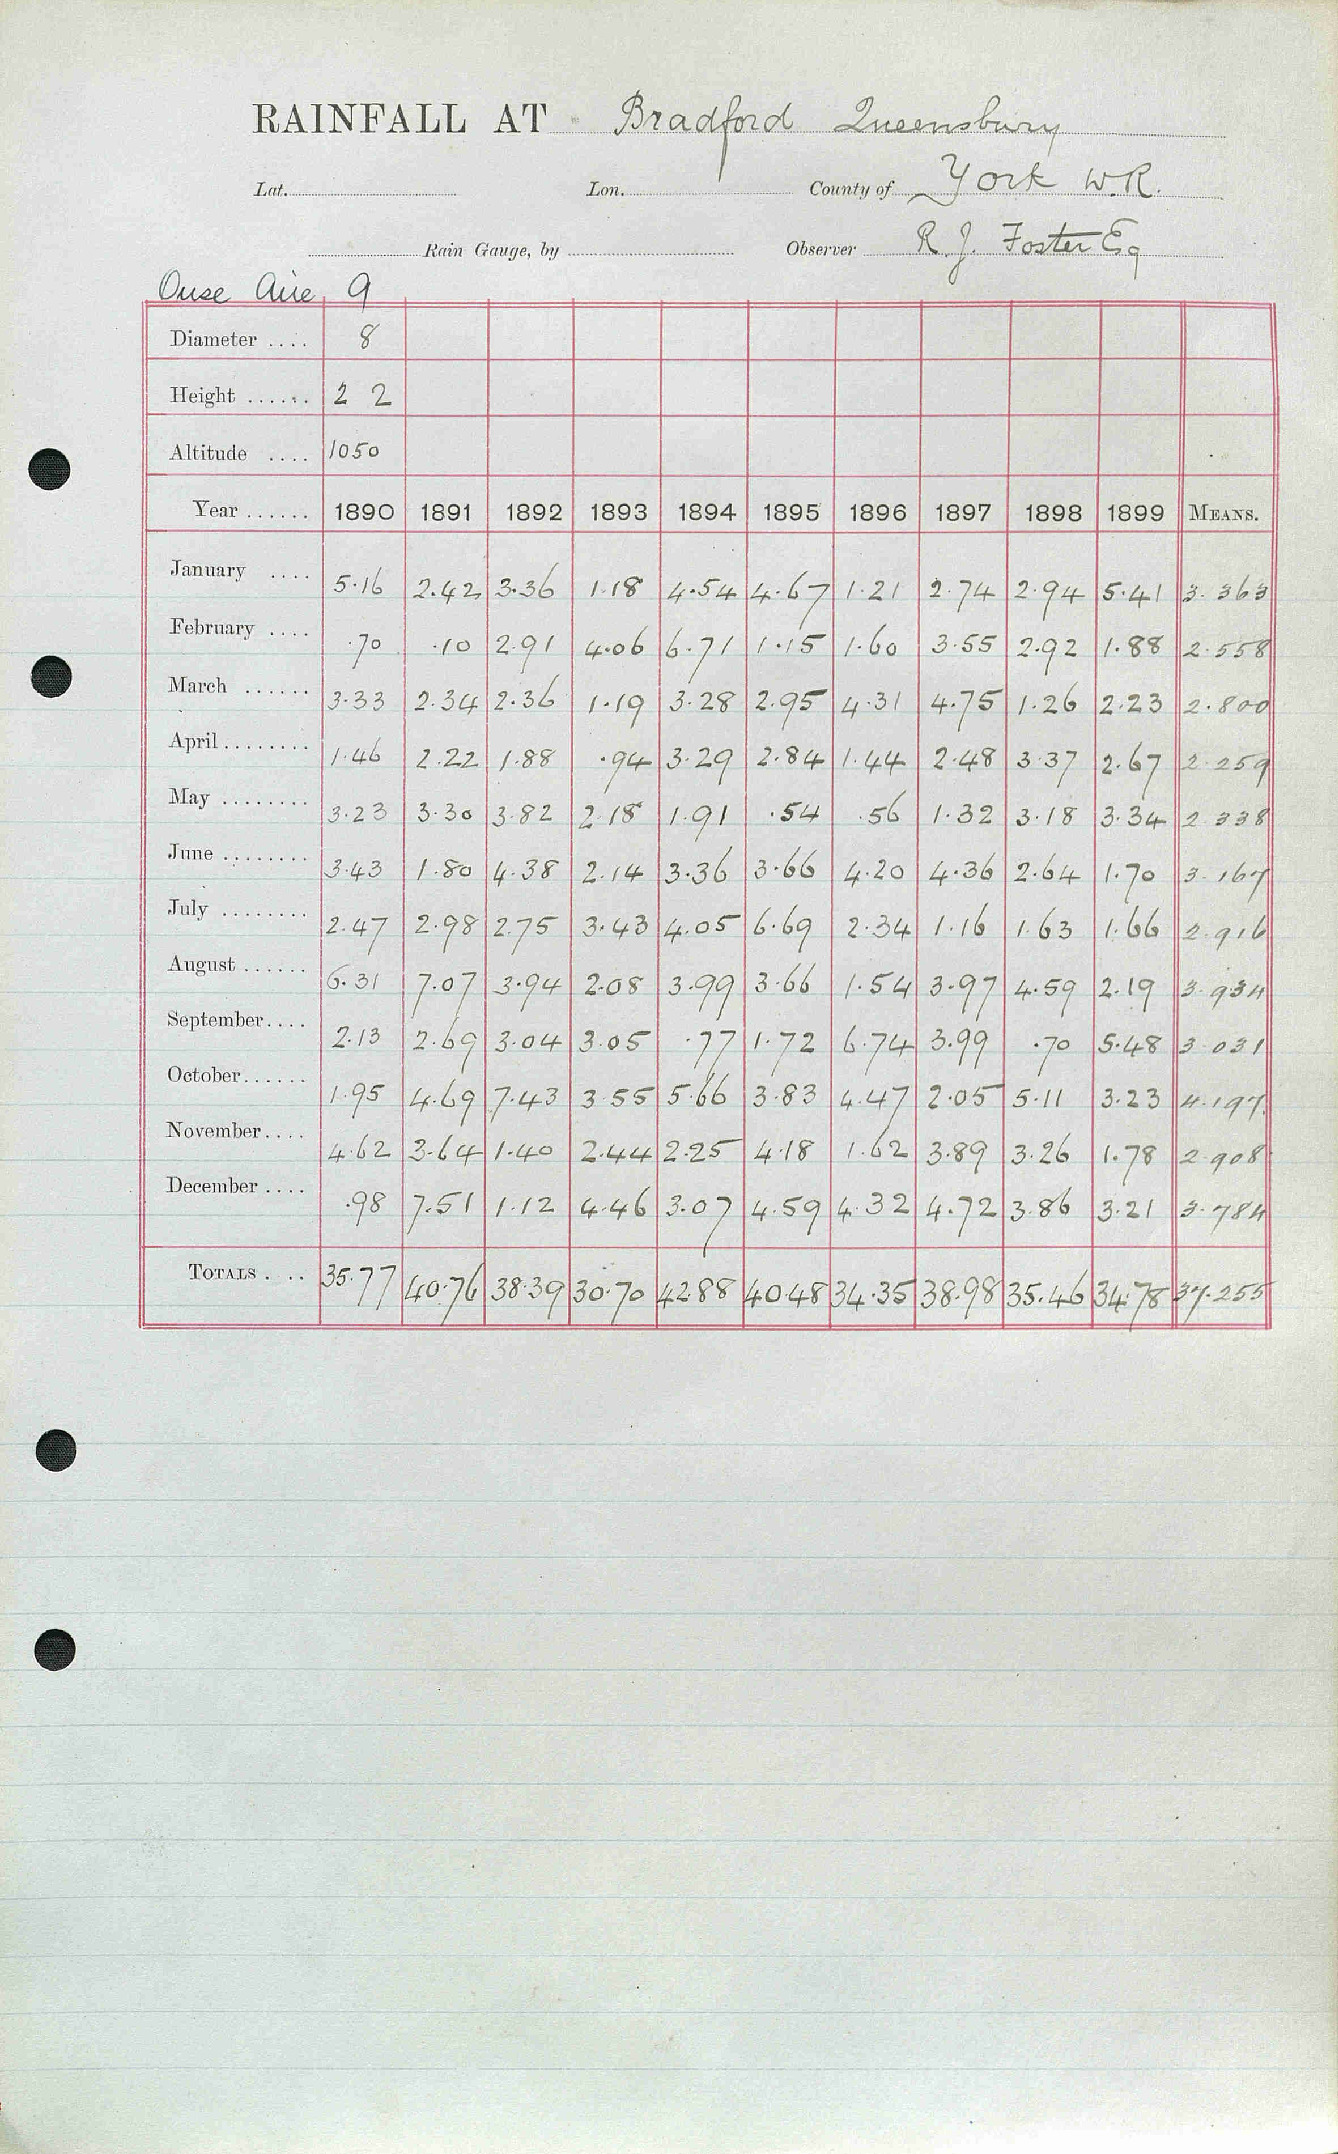 RAINFALL AT Bradford Queensbury
Lat. Lon. County of York W.R.
Rain Gauge, by Observer R. J. Foster Esq
Ouse Aire 9
Diameter .... 8
Height ...... 2 2
Altitude .... 1050
Year ...... 1890 1891 1892 1893 1894 1895 1896 1897 1898 1899 MEANS.
January .... 5.16 2.42 3.36 1.18 4.54 4.67 1.21 2.74 2.94 5.41 3.363
February .... .70 .10 2.91 4.06 6.71 1.15 1.60 3.55 2.92 1.88 2.558
March ...... 3.33 2.34 2.36 1.19 3.28 2.95 4.31 4.75 1.26 2.23 2.800
April ........ 1.46 2.22 1.88 .94 3.29 2.84 1.44 2.48 3.37 2.67 2.259
May ........ 3.23 3.30 3.82 2.18 1.91 .54 .56 1.32 3.18 3.34 2.338
June ........ 3.43 1.80 4.38 2.14 3.36 3.66 4.20 4.36 2.64 1.70 3.167
July ........ 2.47 2.98 2.75 3.43 4.05 6.69 2.34 1.16 1.63 1.66 2.916
August ...... 6.31 7.07 3.94 2.08 3.99 3.66 1.54 3.97 4.59 2.19 3.934
September .... 2.13 2.69 3.04 3.05 .77 1.72 6.74 3.99 .70 5.48 3.031
October ...... 1.95 4.69 7.43 3.55 5.66 3.83 4.47 2.05 5.11 3.23 4.197
November .... 4.62 3.64 1.40 2.44 2.25 4.18 1.62 3.89 3.26 1.78 2.908
December .... .98 7.51 1.12 4.46 3.07 4.59 4.32 4.72 3.86 3.21 3.784
TOTALS . .. 35.77 40.76 38.39 30.70 42.88 40.48 34.35 38.98 35.46 34.78 37.255